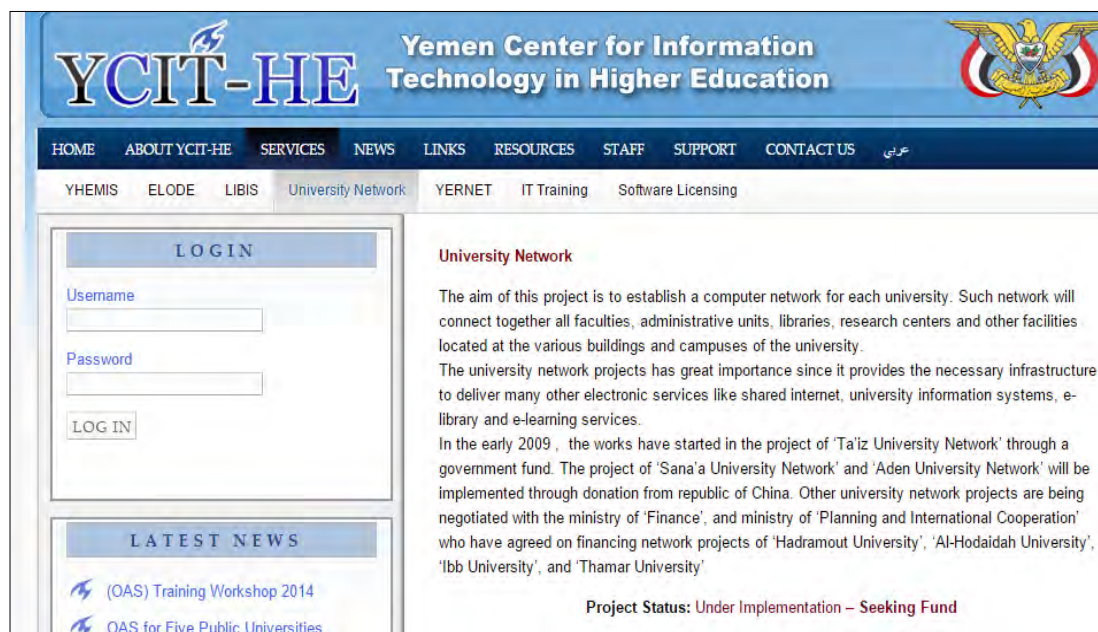 YCIT-HE
Yemen Center for Information
Technology in Higher Education
HOME ABOUT YCIT-HE SERVICES NEWS LINKS RESOURCES STAFF SUPPORT CONTACT US عربي
YHEMIS ELODE LIBIS University Network YERNET IT Training Software Licensing
LOGIN
Username
Password
LOG IN
LATEST NEWS
(OAS) Training Workshop 2014
OAS for Five Public Universities
University Network
The aim of this project is to establish a computer network for each university. Such network will
connect together all faculties, administrative units, libraries, research centers and other facilities
located at the various buildings and campuses of the university.
The university network projects has great importance since it provides the necessary infrastructure
to deliver many other electronic services like shared internet, university information systems, e-
library and e-learning services.
In the early 2009 , the works have started in the project of ‘Ta’iz University Network’ through a
government fund. The project of ‘Sana’a University Network’ and ‘Aden University Network’ will be
implemented through donation from republic of China. Other university network projects are being
negotiated with the ministry of ‘Finance’, and ministry of ‘Planning and International Cooperation’
who have agreed on financing network projects of ‘Hadramout University’, ‘Al-Hodaidah University’,
‘Ibb University’, and ‘Thamar University’
Project Status: Under Implementation – Seeking Fund